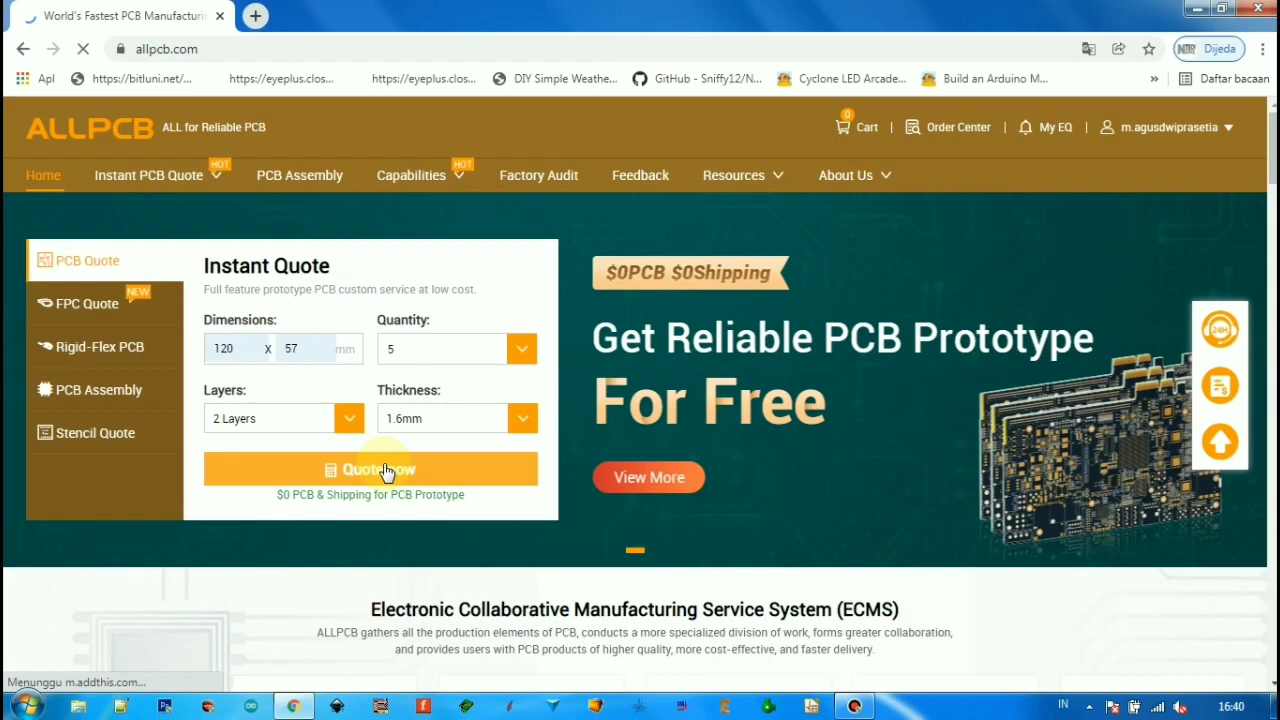 World's Fastest PCB Manufacturin
allpcb.com
Dijeda
Apl
https://bitluni.net/...
https://eyeplus.clos...
https://eyeplus.clos...
DIY Simple Weathe...
GitHub - Sniffy12/N...
Cyclone LED Arcade...
Build an Arduino M...
»
Daftar bacaan
ALLPCB ALL for Reliable PCB
0
Cart
Order Center
My EQ
m.agusdwiprasetia
Home
Instant PCB Quote
HOT
PCB Assembly
Capabilities
HOT
Factory Audit
Feedback
Resources
About Us
PCB Quote
FPC Quote
NEW
Rigid-Flex PCB
PCB Assembly
Stencil Quote
Instant Quote
Full feature prototype PCB custom service at low cost.
Dimensions:
Quantity:
120 X 57 mm
5
Layers:
Thickness:
2 Layers
1.6mm
Quote Now
$0 PCB & Shipping for PCB Prototype
$0PCB $0Shipping
Get Reliable PCB Prototype
For Free
View More
24H
Electronic Collaborative Manufacturing Service System (ECMS)
ALLPCB gathers all the production elements of PCB, conducts a more specialized division of work, forms greater collaboration,
and provides users with PCB products of higher quality, more cost-effective, and faster delivery.
Menunggu m.addthis.com...
IN
16:40